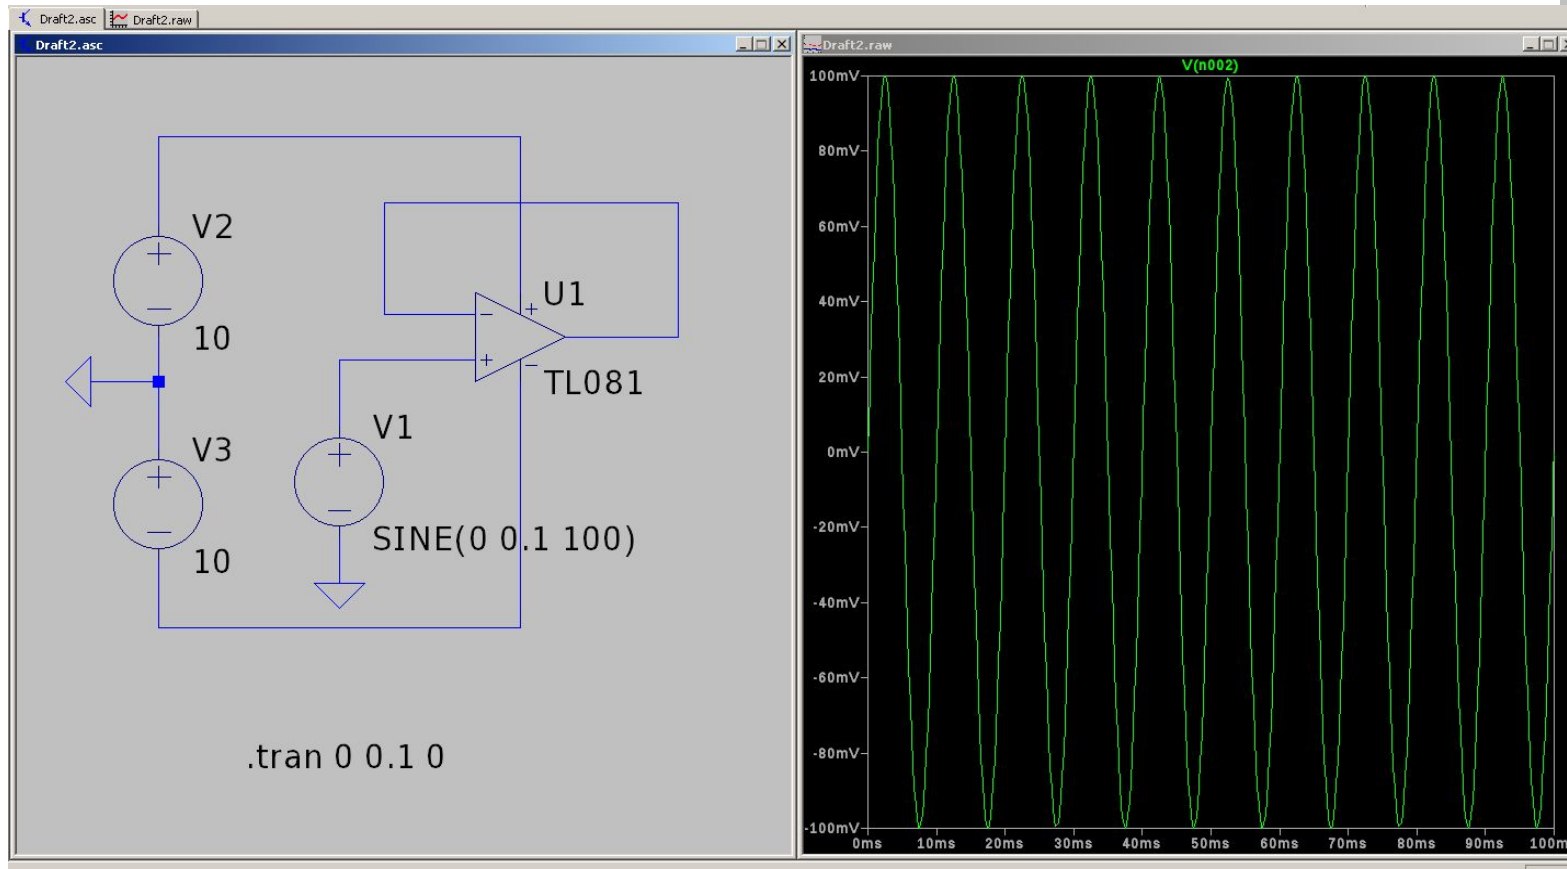 Draft2.asc
Draft2.raw
Draft2.asc
V2
10
V3
10
V1
SINE(0 0.1 100)
U1
TL081
.tran 0 0.1 0
Draft2.raw
V(n002)
100mV
80mV
60mV
40mV
20mV
0mV
-20mV
-40mV
-60mV
-80mV
-100mV
0ms 10ms 20ms 30ms 40ms 50ms 60ms 70ms 80ms 90ms 100m